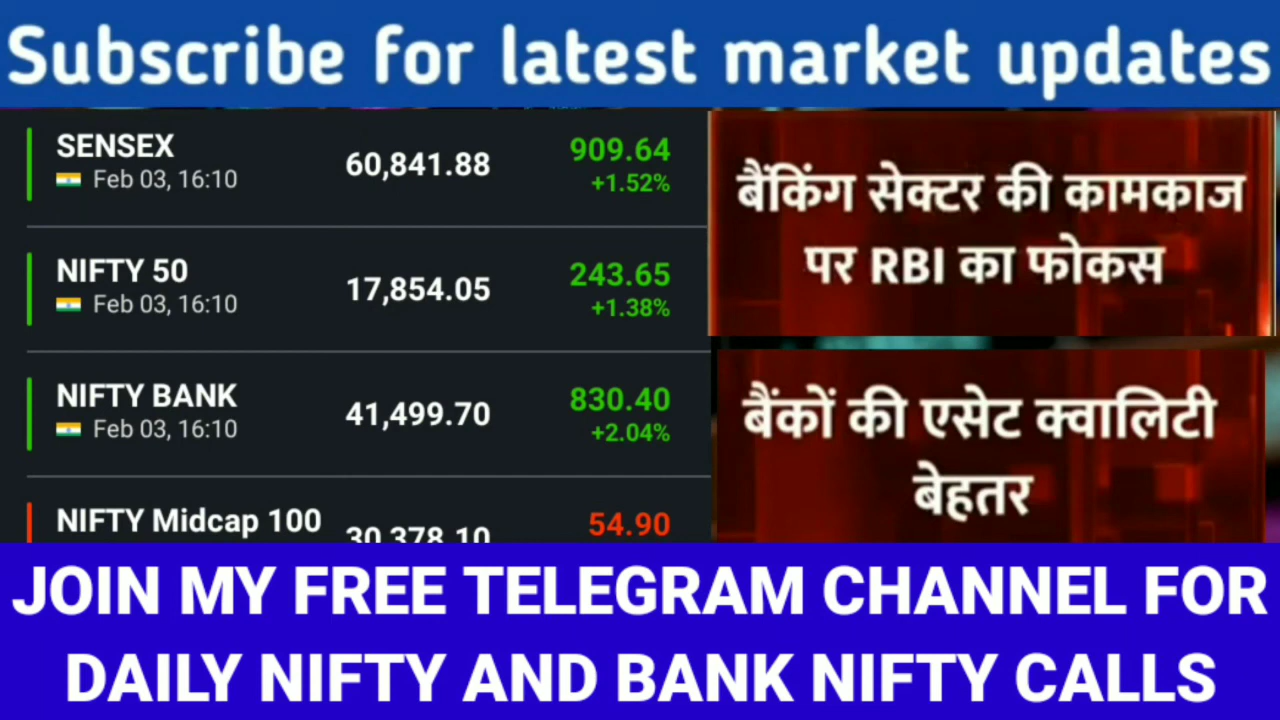 Subscribe for latest market updates
SENSEX
Feb 03, 16:10
60,841.88
909.64
+1.52%
NIFTY 50
Feb 03, 16:10
17,854.05
243.65
+1.38%
NIFTY BANK
Feb 03, 16:10
41,499.70
830.40
+2.04%
NIFTY Midcap 100
30,378.10
54.90
बैंकिंग सेक्टर की कामकाज
पर RBI का फोकस
बैंकों की एसेट क्वालिटी
बेहतर
JOIN MY FREE TELEGRAM CHANNEL FOR
DAILY NIFTY AND BANK NIFTY CALLS